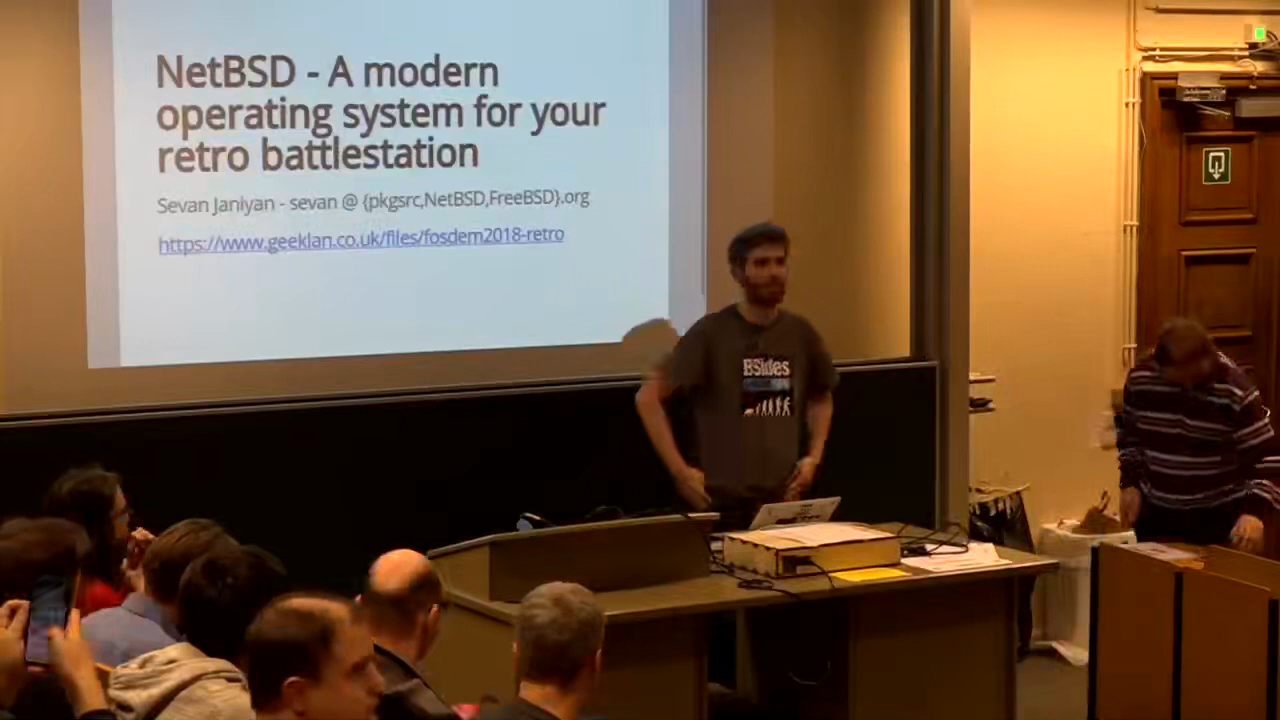 NetBSD - A modern
operating system for your
retro battlestation
Sevan Janiyan - sevan @ {pkgsrc,NetBSD,FreeBSD}.org
https://www.geeklan.co.uk/files/fosdem2018-retro
BSides